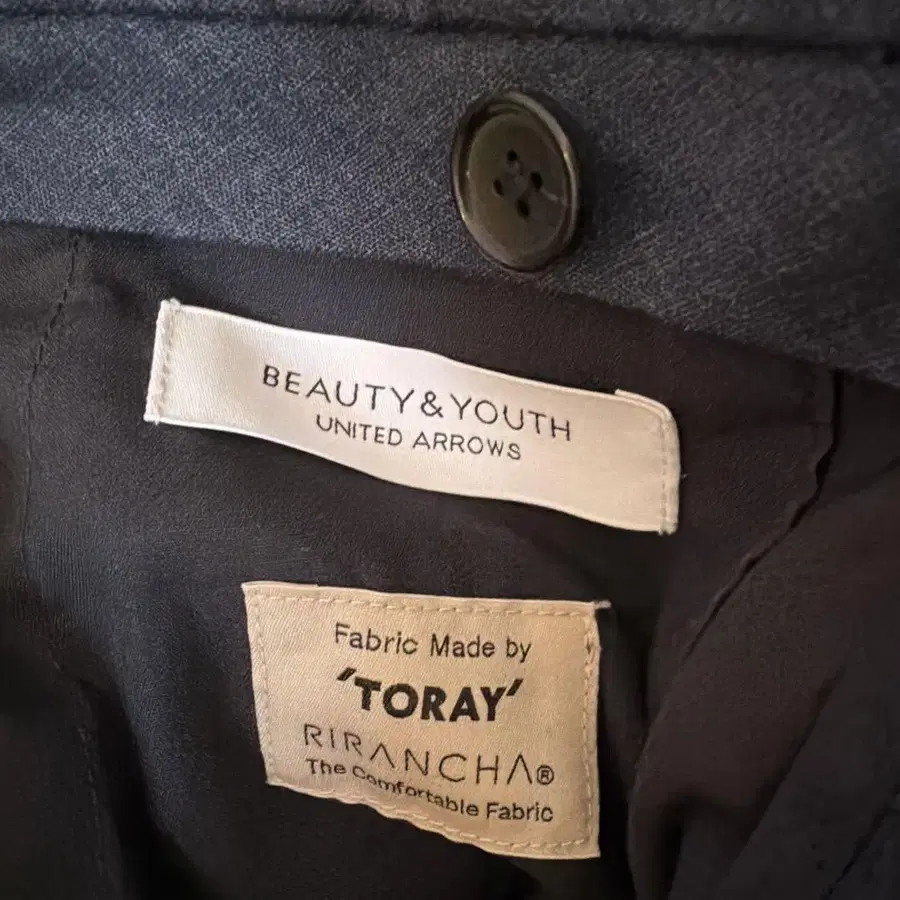 BEAUTY&YOUTH
UNITED ARROWS
Fabric Made by
'TORAY'
RIRANCHA®
The Comfortable Fabric